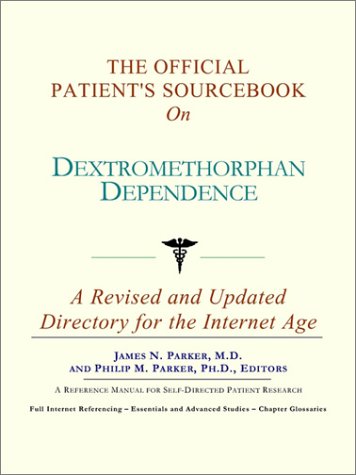 THE OFFICIAL
PATIENT'S SOURCEBOOK
On
DEXTROMETHORPHAN
DEPENDENCE
A Revised and Updated
Directory for the Internet Age
JAMES N. PARKER, M.D.
AND PHILIP M. PARKER, PH.D., EDITORS
A REFERENCE MANUAL FOR SELF-DIRECTED PATIENT RESEARCH
Full Internet Referencing – Essentials and Advanced Studies – Chapter Glossaries